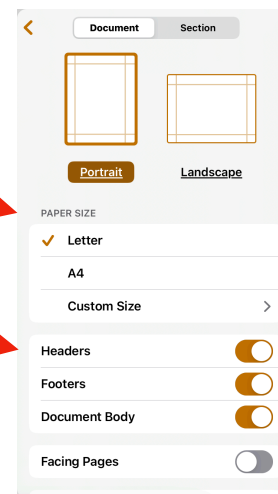 Document Section
Portrait Landscape
PAPER SIZE
Letter
A4
Custom Size
Headers
Footers
Document Body
Facing Pages